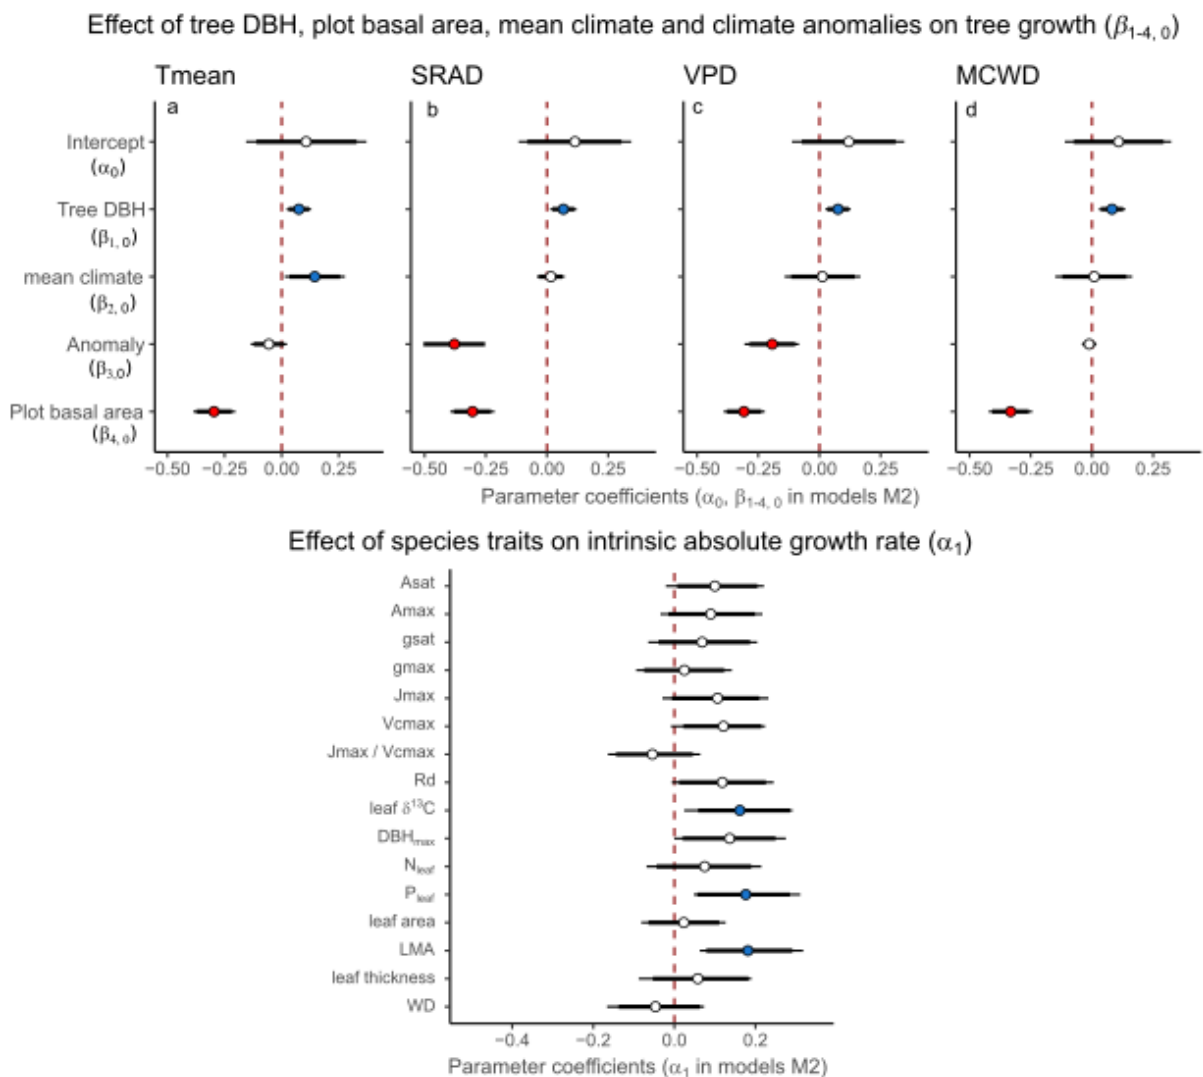 Effect of tree DBH, plot basal area, mean climate and climate anomalies on tree growth (β1-4, 0)
Tmean SRAD VPD MCWD
a b c d
Intercept
(α0)
Tree DBH
(β1, 0)
mean climate
(β2, 0)
Anomaly
(β3,0)
Plot basal area
(β4, 0)
−0.50 −0.25 0.00 0.25 −0.50 −0.25 0.00 0.25 −0.50 −0.25 0.00 0.25 −0.50 −0.25 0.00 0.25
Parameter coefficients (α0, β1-4, 0 in models M2)
Effect of species traits on intrinsic absolute growth rate (α1)
Asat
Amax
gsat
gmax
Jmax
Vcmax
Jmax / Vcmax
Rd
leaf δ13C
DBHmax
Nleaf
Pleaf
leaf area
LMA
leaf thickness
WD
−0.4 −0.2 0.0 0.2
Parameter coefficients (α1 in models M2)